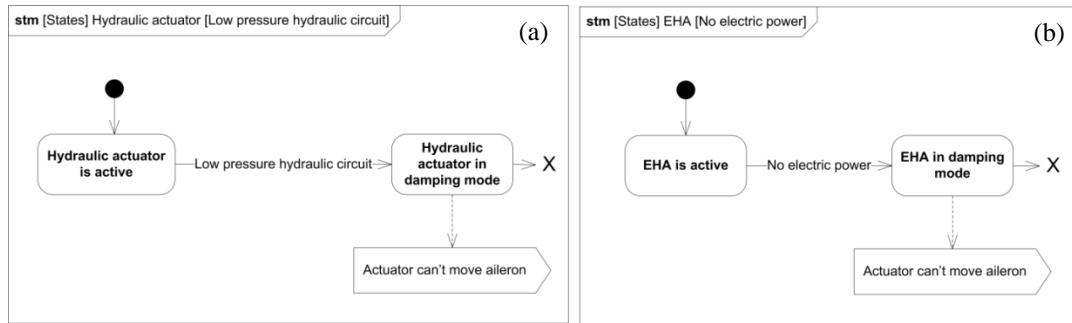 stm [States] Hydraulic actuator [Low pressure hydraulic circuit]
(a)
Hydraulic actuator
is active
Low pressure hydraulic circuit
Hydraulic
actuator in
damping mode
X
Actuator can't move aileron
stm [States] EHA [No electric power]
(b)
EHA is active
No electric power
EHA in damping
mode
X
Actuator can't move aileron